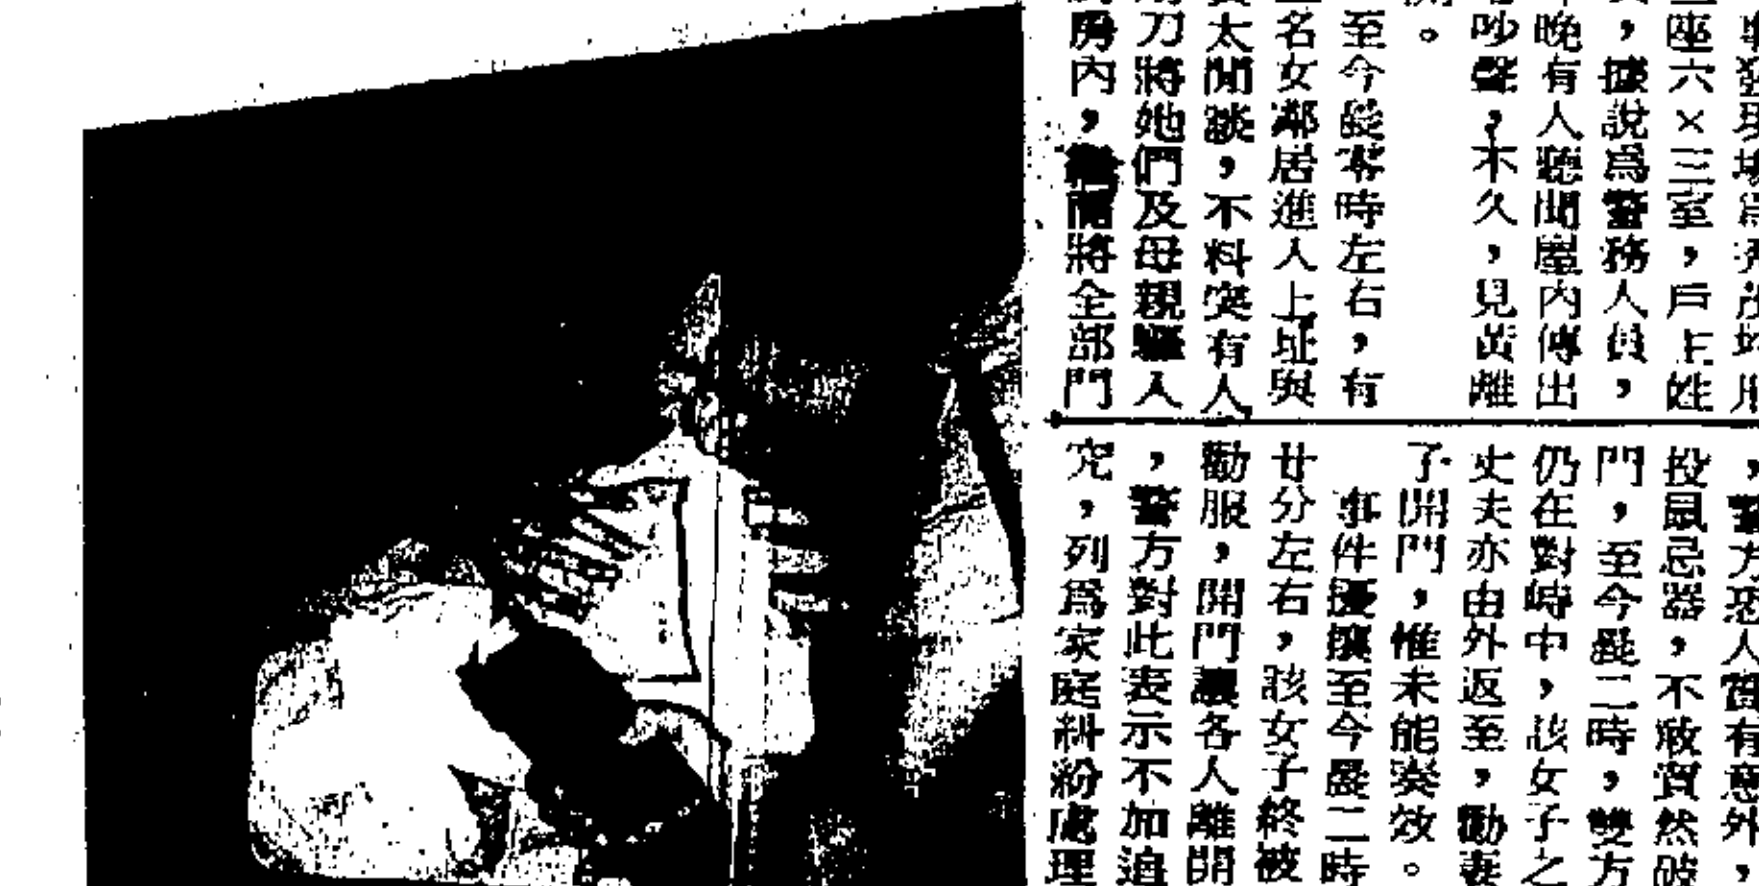 座六×三室，戶主姓
，據說爲警務人員，
晚有人聽聞屋內傳出
吵聲，不久，見黃離
。
至今晨零時左右，有
名女鄰居進入上址與
太閒談，不料突有人
刀將她們及母親驅入
房內，繼而將全部門
，警方恐人質有意外，
投鼠忌器，不敢貿然破
門，至今晨二時，雙方
仍在對峙中，該女子之
丈夫亦由外返至，勸妻
子開門，惟未能奏效。
事件擾攘至今晨二時
廿分左右，該女子終被
勸服，開門讓各人離開
，警方對此表示不加追
究，列爲家庭糾紛處理